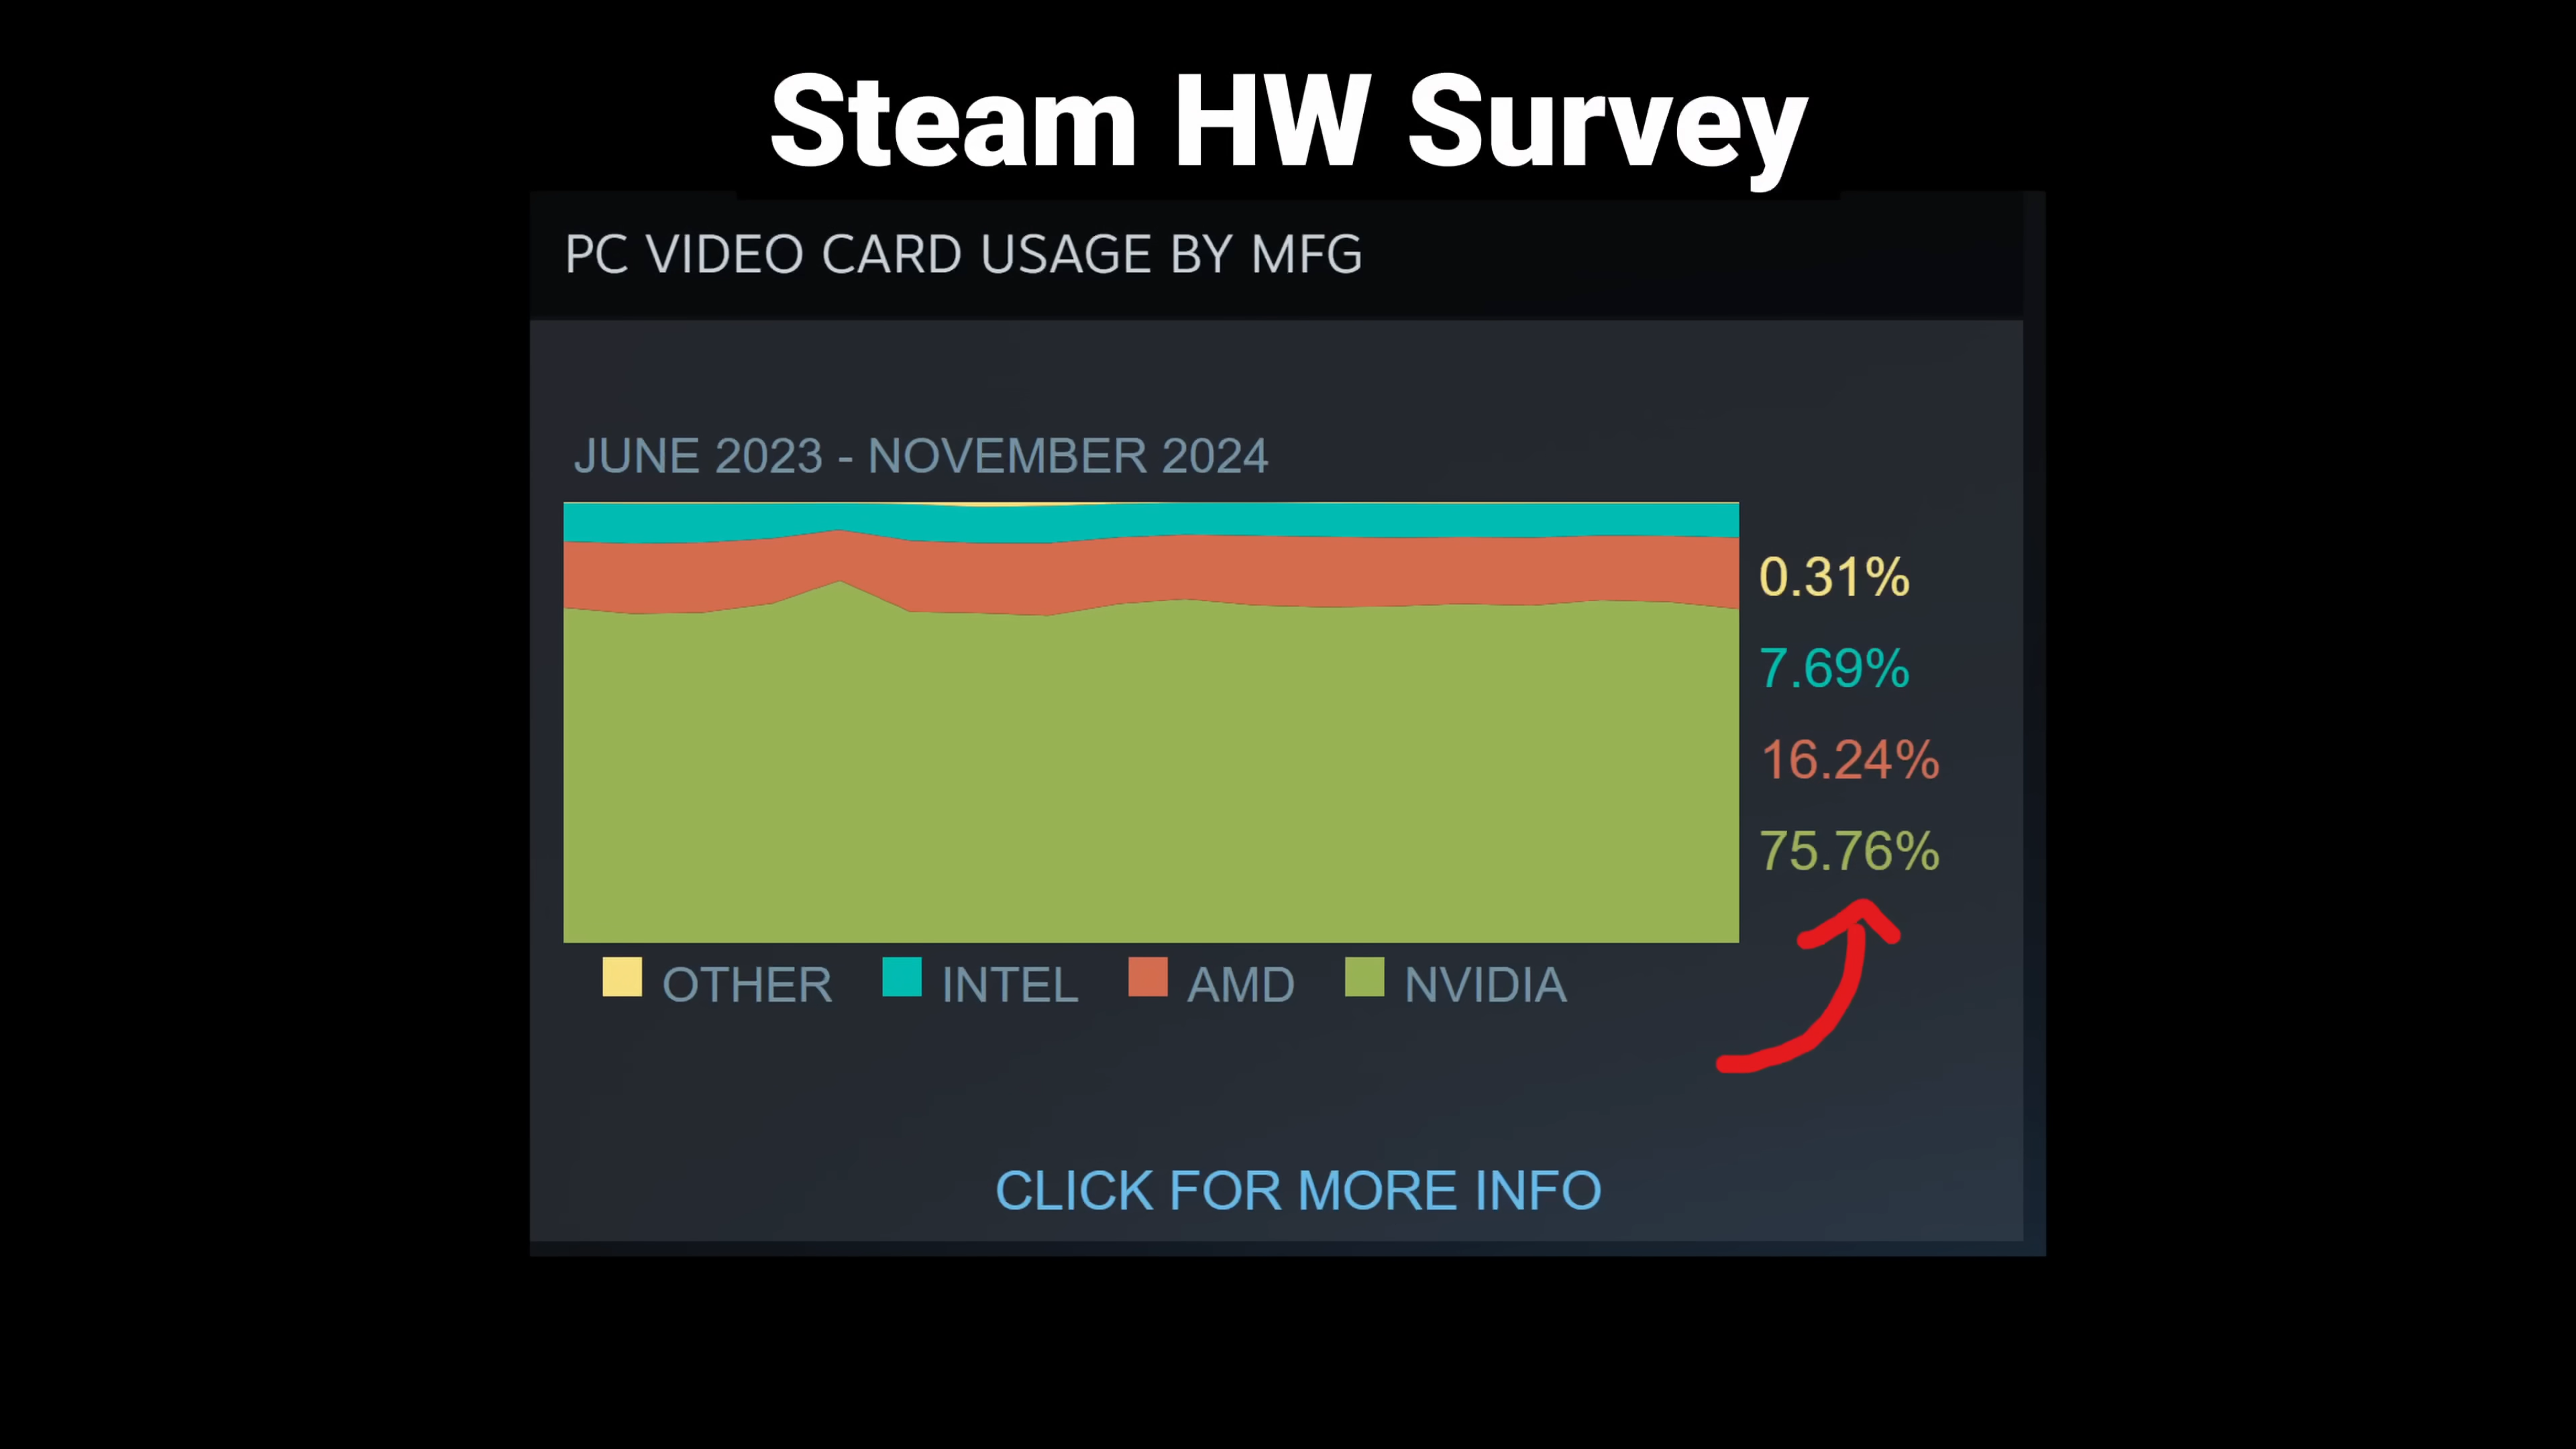 Steam HW Survey
PC VIDEO CARD USAGE BY MFG
JUNE 2023 - NOVEMBER 2024
0.31%
7.69%
16.24%
75.76%
OTHER INTEL AMD NVIDIA
CLICK FOR MORE INFO